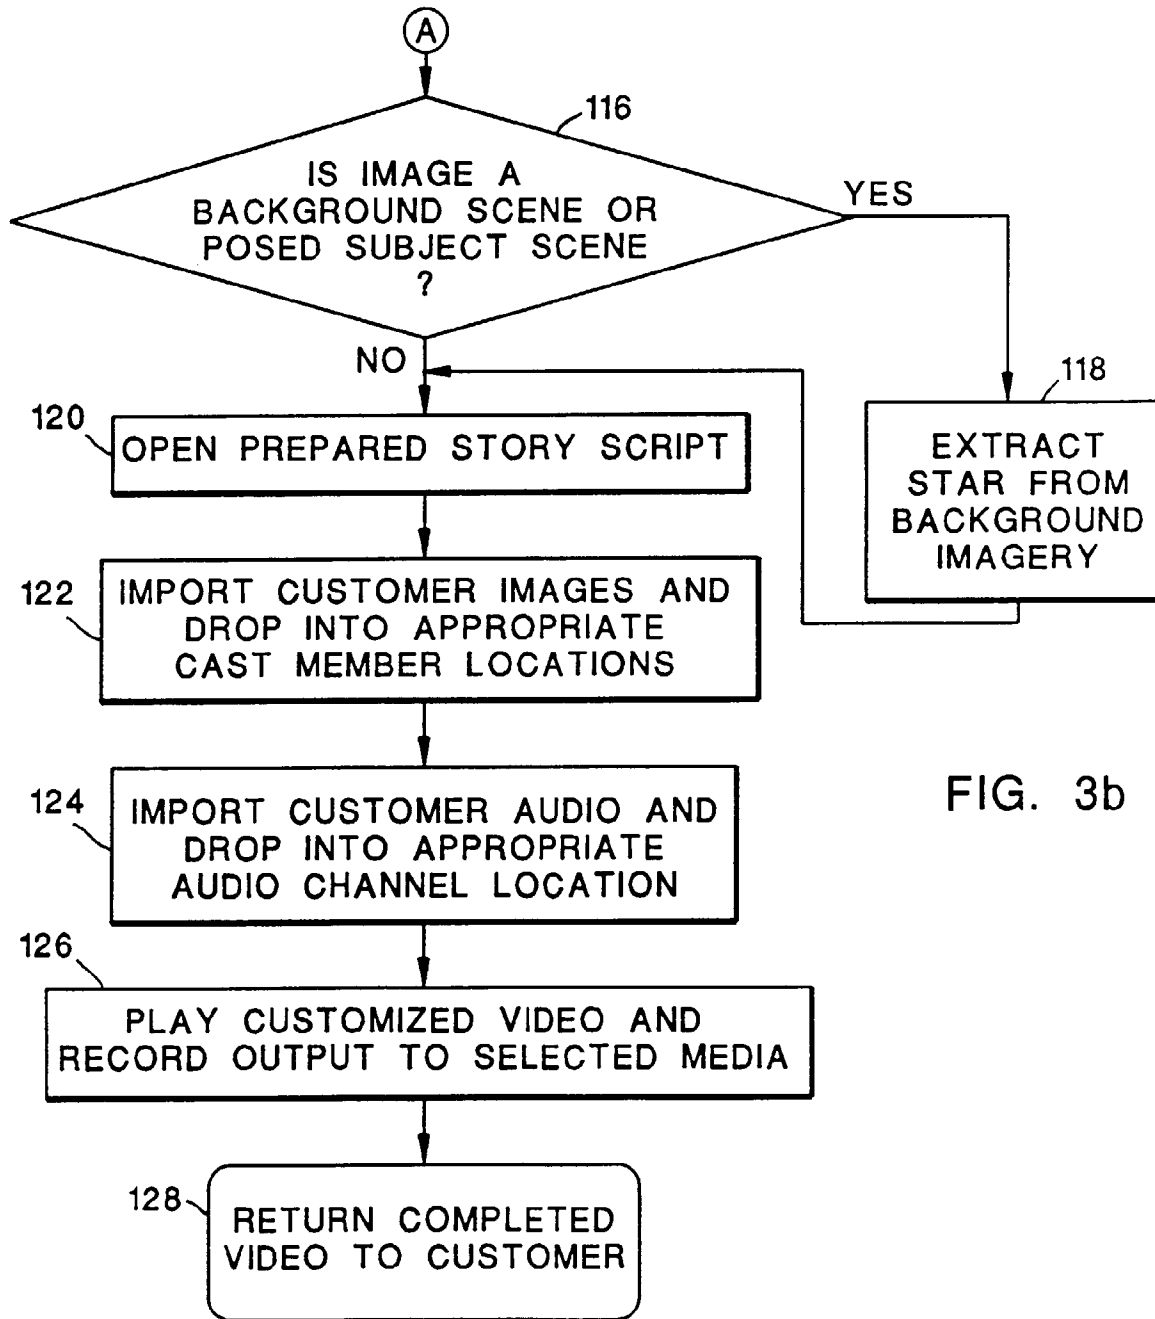 A
116
IS IMAGE A
BACKGROUND SCENE OR
POSED SUBJECT SCENE
?
YES
NO
118
EXTRACT
STAR FROM
BACKGROUND
IMAGERY
120
OPEN PREPARED STORY SCRIPT
122
IMPORT CUSTOMER IMAGES AND
DROP INTO APPROPRIATE
CAST MEMBER LOCATIONS
124
IMPORT CUSTOMER AUDIO AND
DROP INTO APPROPRIATE
AUDIO CHANNEL LOCATION
FIG. 3b
126
PLAY CUSTOMIZED VIDEO AND
RECORD OUTPUT TO SELECTED MEDIA
128
RETURN COMPLETED
VIDEO TO CUSTOMER